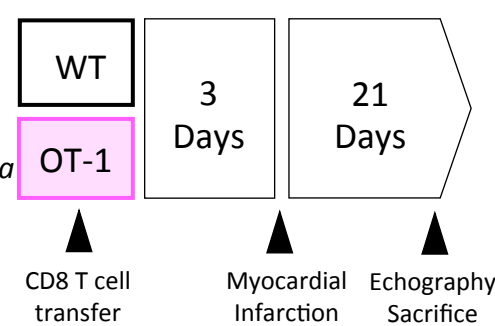 WT
a OT-1
3
Days
21
Days
CD8 T cell
transfer
Myocardial
Infarction
Echography
Sacrifice